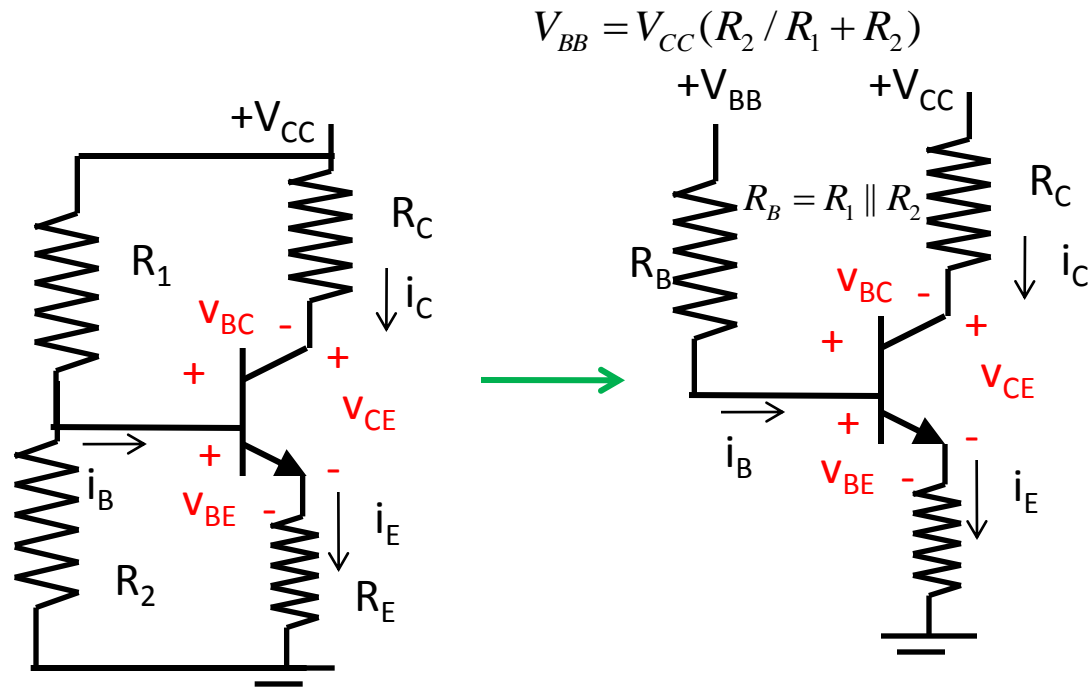 V_BB = V_CC (R_2 / R_1 + R_2)
+V_CC
R_1
R_C
i_C
v_BC
-
+
+
v_CE
i_B
+
-
v_BE
-
i_E
R_2
R_E
+V_BB
+V_CC
R_B = R_1 || R_2
R_C
R_B
i_C
v_BC
-
+
+
v_CE
i_B
+
-
v_BE
-
i_E